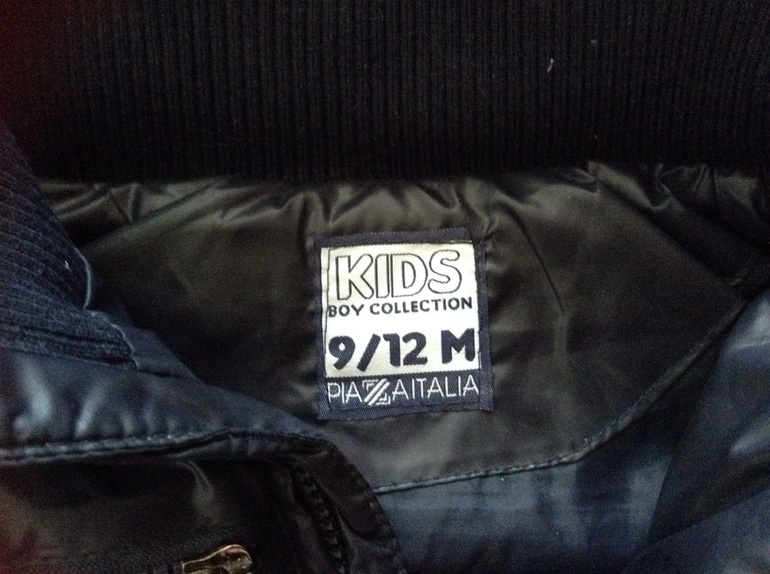 KIDS
BOY COLLECTION
9/12 M
PIAZZAITALIA